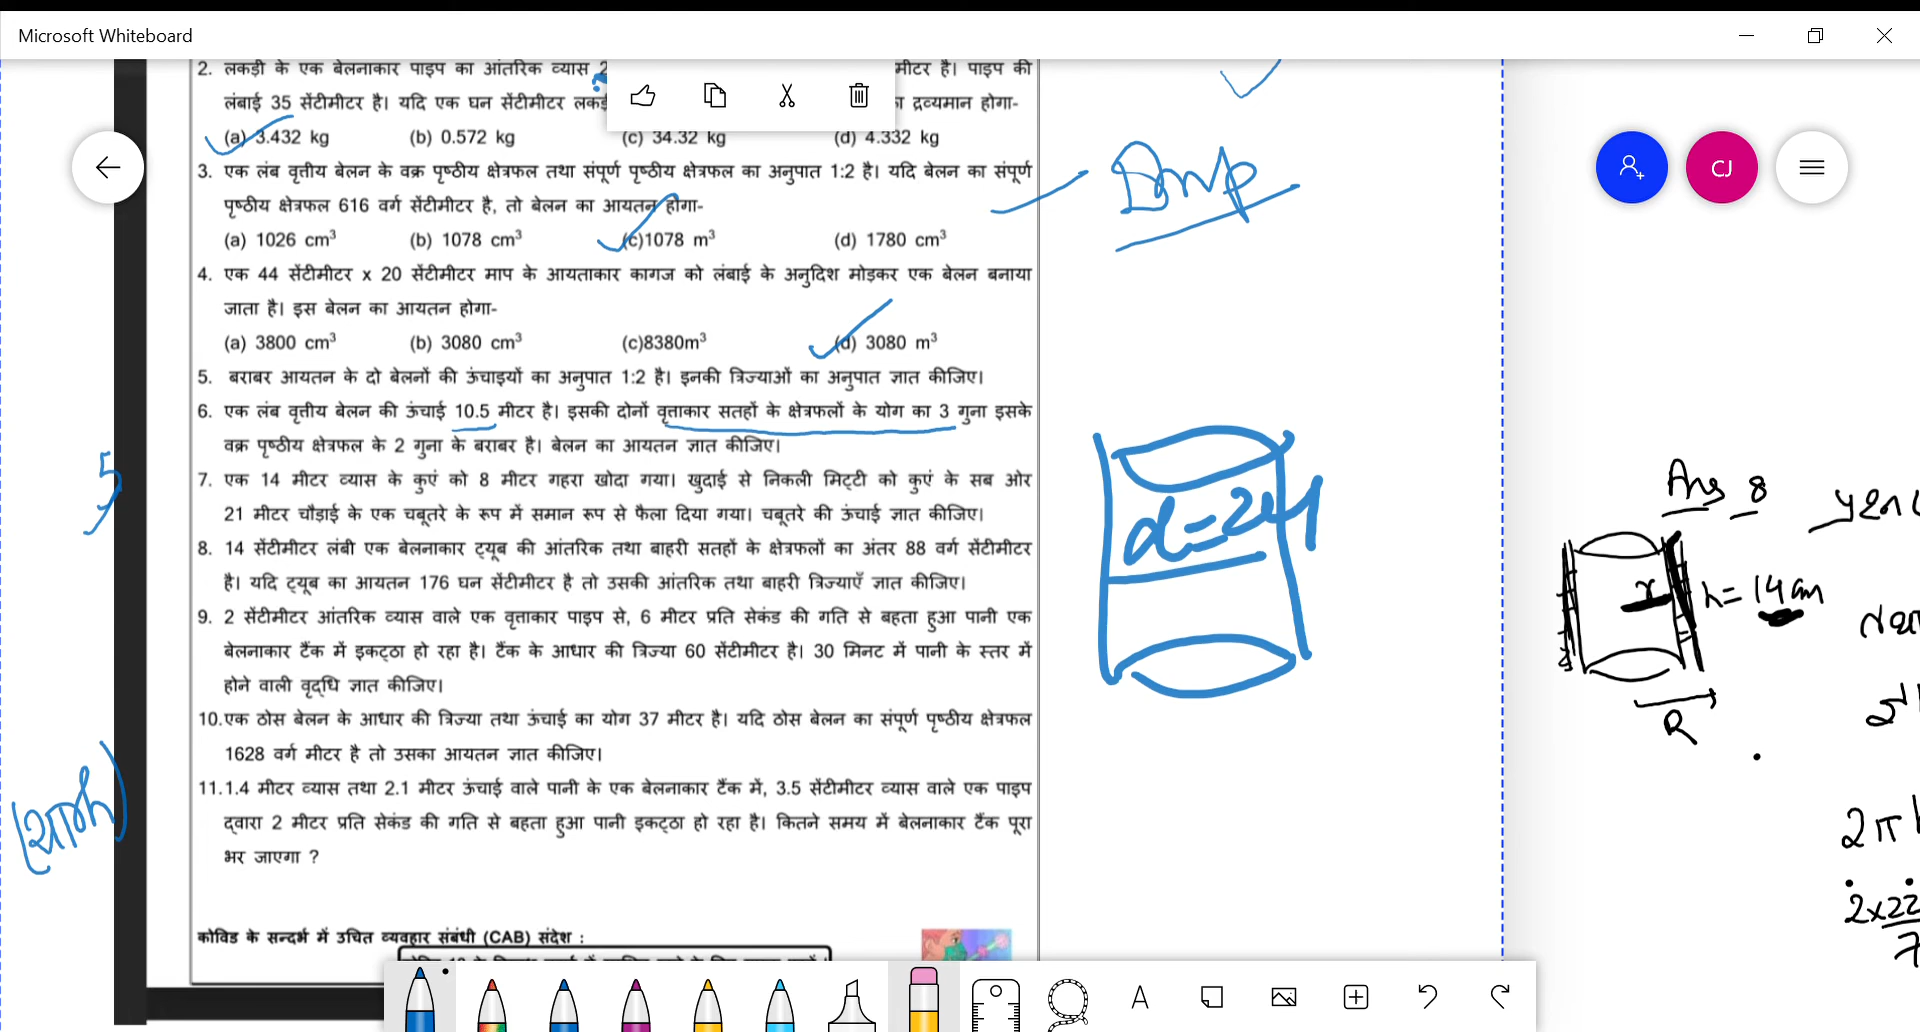 Microsoft Whiteboard
2. लकड़ी के एक बेलनाकार पाइप का आंतरिक व्यास 2 मीटर है। पाइप की
लंबाई 35 सेंटीमीटर है। यदि एक घन सेंटीमीटर लकड़ ा द्रव्यमान होगा-
(a) 3.432 kg (b) 0.572 kg (c) 34.32 kg (d) 4.332 kg
3. एक लंब वृत्तीय बेलन के वक्र पृष्ठीय क्षेत्रफल तथा संपूर्ण पृष्ठीय क्षेत्रफल का अनुपात 1:2 है। यदि बेलन का संपूर्ण
पृष्ठीय क्षेत्रफल 616 वर्ग सेंटीमीटर है, तो बेलन का आयतन होगा-
(a) 1026 cm³ (b) 1078 cm³ (c)1078 m³ (d) 1780 cm³
4. एक 44 सेंटीमीटर x 20 सेंटीमीटर माप के आयताकार कागज को लंबाई के अनुदिश मोड़कर एक बेलन बनाया
जाता है। इस बेलन का आयतन होगा-
(a) 3800 cm³ (b) 3080 cm³ (c)8380m³ (d) 3080 m³
5. बराबर आयतन के दो बेलनों की ऊंचाइयों का अनुपात 1:2 है। इनकी त्रिज्याओं का अनुपात ज्ञात कीजिए।
6. एक लंब वृत्तीय बेलन की ऊंचाई 10.5 मीटर है। इसकी दोनों वृत्ताकार सतहों के क्षेत्रफलों के योग का 3 गुना इसके
वक्र पृष्ठीय क्षेत्रफल के 2 गुना के बराबर है। बेलन का आयतन ज्ञात कीजिए।
7. एक 14 मीटर व्यास के कुएं को 8 मीटर गहरा खोदा गया। खुदाई से निकली मिट्टी को कुएं के सब ओर
21 मीटर चौड़ाई के एक चबूतरे के रूप में समान रूप से फैला दिया गया। चबूतरे की ऊंचाई ज्ञात कीजिए।
8. 14 सेंटीमीटर लंबी एक बेलनाकार ट्यूब की आंतरिक तथा बाहरी सतहों के क्षेत्रफलों का अंतर 88 वर्ग सेंटीमीटर
है। यदि ट्यूब का आयतन 176 घन सेंटीमीटर है तो उसकी आंतरिक तथा बाहरी त्रिज्याएँ ज्ञात कीजिए।
9. 2 सेंटीमीटर आंतरिक व्यास वाले एक वृत्ताकार पाइप से, 6 मीटर प्रति सेकंड की गति से बहता हुआ पानी एक
बेलनाकार टैंक में इकट्ठा हो रहा है। टैंक के आधार की त्रिज्या 60 सेंटीमीटर है। 30 मिनट में पानी के स्तर में
होने वाली वृद्धि ज्ञात कीजिए।
10.एक ठोस बेलन के आधार की त्रिज्या तथा ऊंचाई का योग 37 मीटर है। यदि ठोस बेलन का संपूर्ण पृष्ठीय क्षेत्रफल
1628 वर्ग मीटर है तो उसका आयतन ज्ञात कीजिए।
11.1.4 मीटर व्यास तथा 2.1 मीटर ऊंचाई वाले पानी के एक बेलनाकार टैंक में, 3.5 सेंटीमीटर व्यास वाले एक पाइप
द्वारा 2 मीटर प्रति सेकंड की गति से बहता हुआ पानी इकट्ठा हो रहा है। कितने समय में बेलनाकार टैंक पूरा
भर जाएगा ?
कोविड के सन्दर्भ में उचित व्यवहार संबंधी (CAB) संदेश :
CJ
Imp
d=24
Ans 8
r h= 14 cm
R
2π
2×22
7
5
A